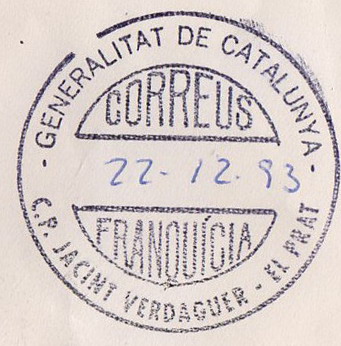 GENERALITAT DE CATALUNYA
CORREUS
22-12-93
FRANQUÍCIA
C.P. JACINT VERDAGUER - EL PRAT